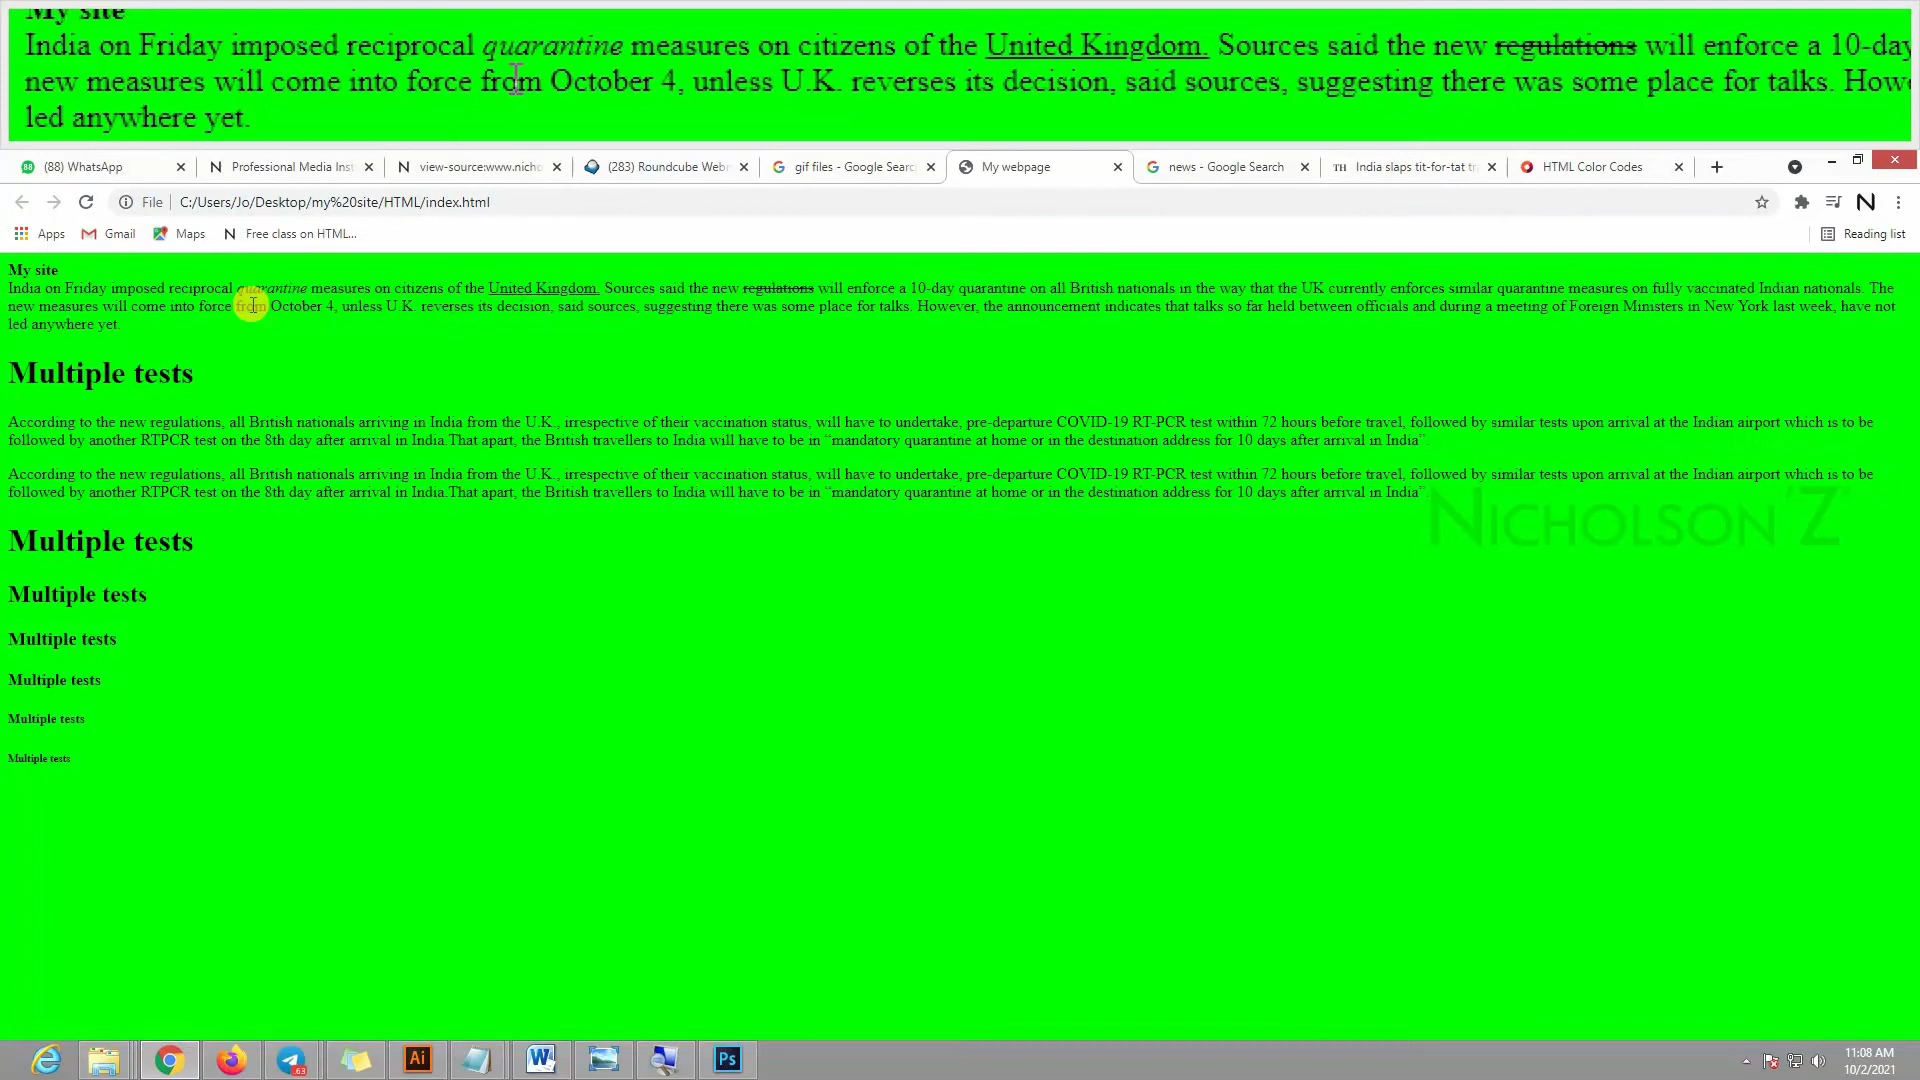 My site
India on Friday imposed reciprocal quarantine measures on citizens of the United Kingdom. Sources said the new regulations will enforce a 10-day
new measures will come into force from October 4, unless U.K. reverses its decision, said sources, suggesting there was some place for talks. Howe
led anywhere yet.
(88) WhatsApp
Professional Media Inst
view-source:www.nicho
(283) Roundcube Webm
gif files - Google Search
My webpage
news - Google Search
India slaps tit-for-tat tr
HTML Color Codes
File
C:/Users/Jo/Desktop/my%20site/HTML/index.html
Apps
Gmail
Maps
Free class on HTML...
Reading list
My site
India on Friday imposed reciprocal quarantine measures on citizens of the United Kingdom. Sources said the new regulations will enforce a 10-day quarantine on all British nationals in the way that the UK currently enforces similar quarantine measures on fully vaccinated Indian nationals. The
new measures will come into force from October 4, unless U.K. reverses its decision, said sources, suggesting there was some place for talks. However, the announcement indicates that talks so far held between officials and during a meeting of Foreign Ministers in New York last week, have not
led anywhere yet.
Multiple tests
According to the new regulations, all British nationals arriving in India from the U.K., irrespective of their vaccination status, will have to undertake, pre-departure COVID-19 RT-PCR test within 72 hours before travel, followed by similar tests upon arrival at the Indian airport which is to be
followed by another RTPCR test on the 8th day after arrival in India.That apart, the British travellers to India will have to be in “mandatory quarantine at home or in the destination address for 10 days after arrival in India”.
According to the new regulations, all British nationals arriving in India from the U.K., irrespective of their vaccination status, will have to undertake, pre-departure COVID-19 RT-PCR test within 72 hours before travel, followed by similar tests upon arrival at the Indian airport which is to be
followed by another RTPCR test on the 8th day after arrival in India.That apart, the British travellers to India will have to be in “mandatory quarantine at home or in the destination address for 10 days after arrival in India”.
NICHOLSON'Z
Multiple tests
Multiple tests
Multiple tests
Multiple tests
Multiple tests
Multiple tests
11:08 AM
10/2/2021